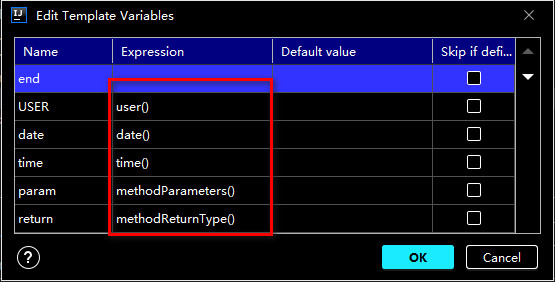 IJ Edit Template Variables
Name Expression Default value Skip if defi...
end
USER user()
date date()
time time()
param methodParameters()
return methodReturnType()
? OK Cancel